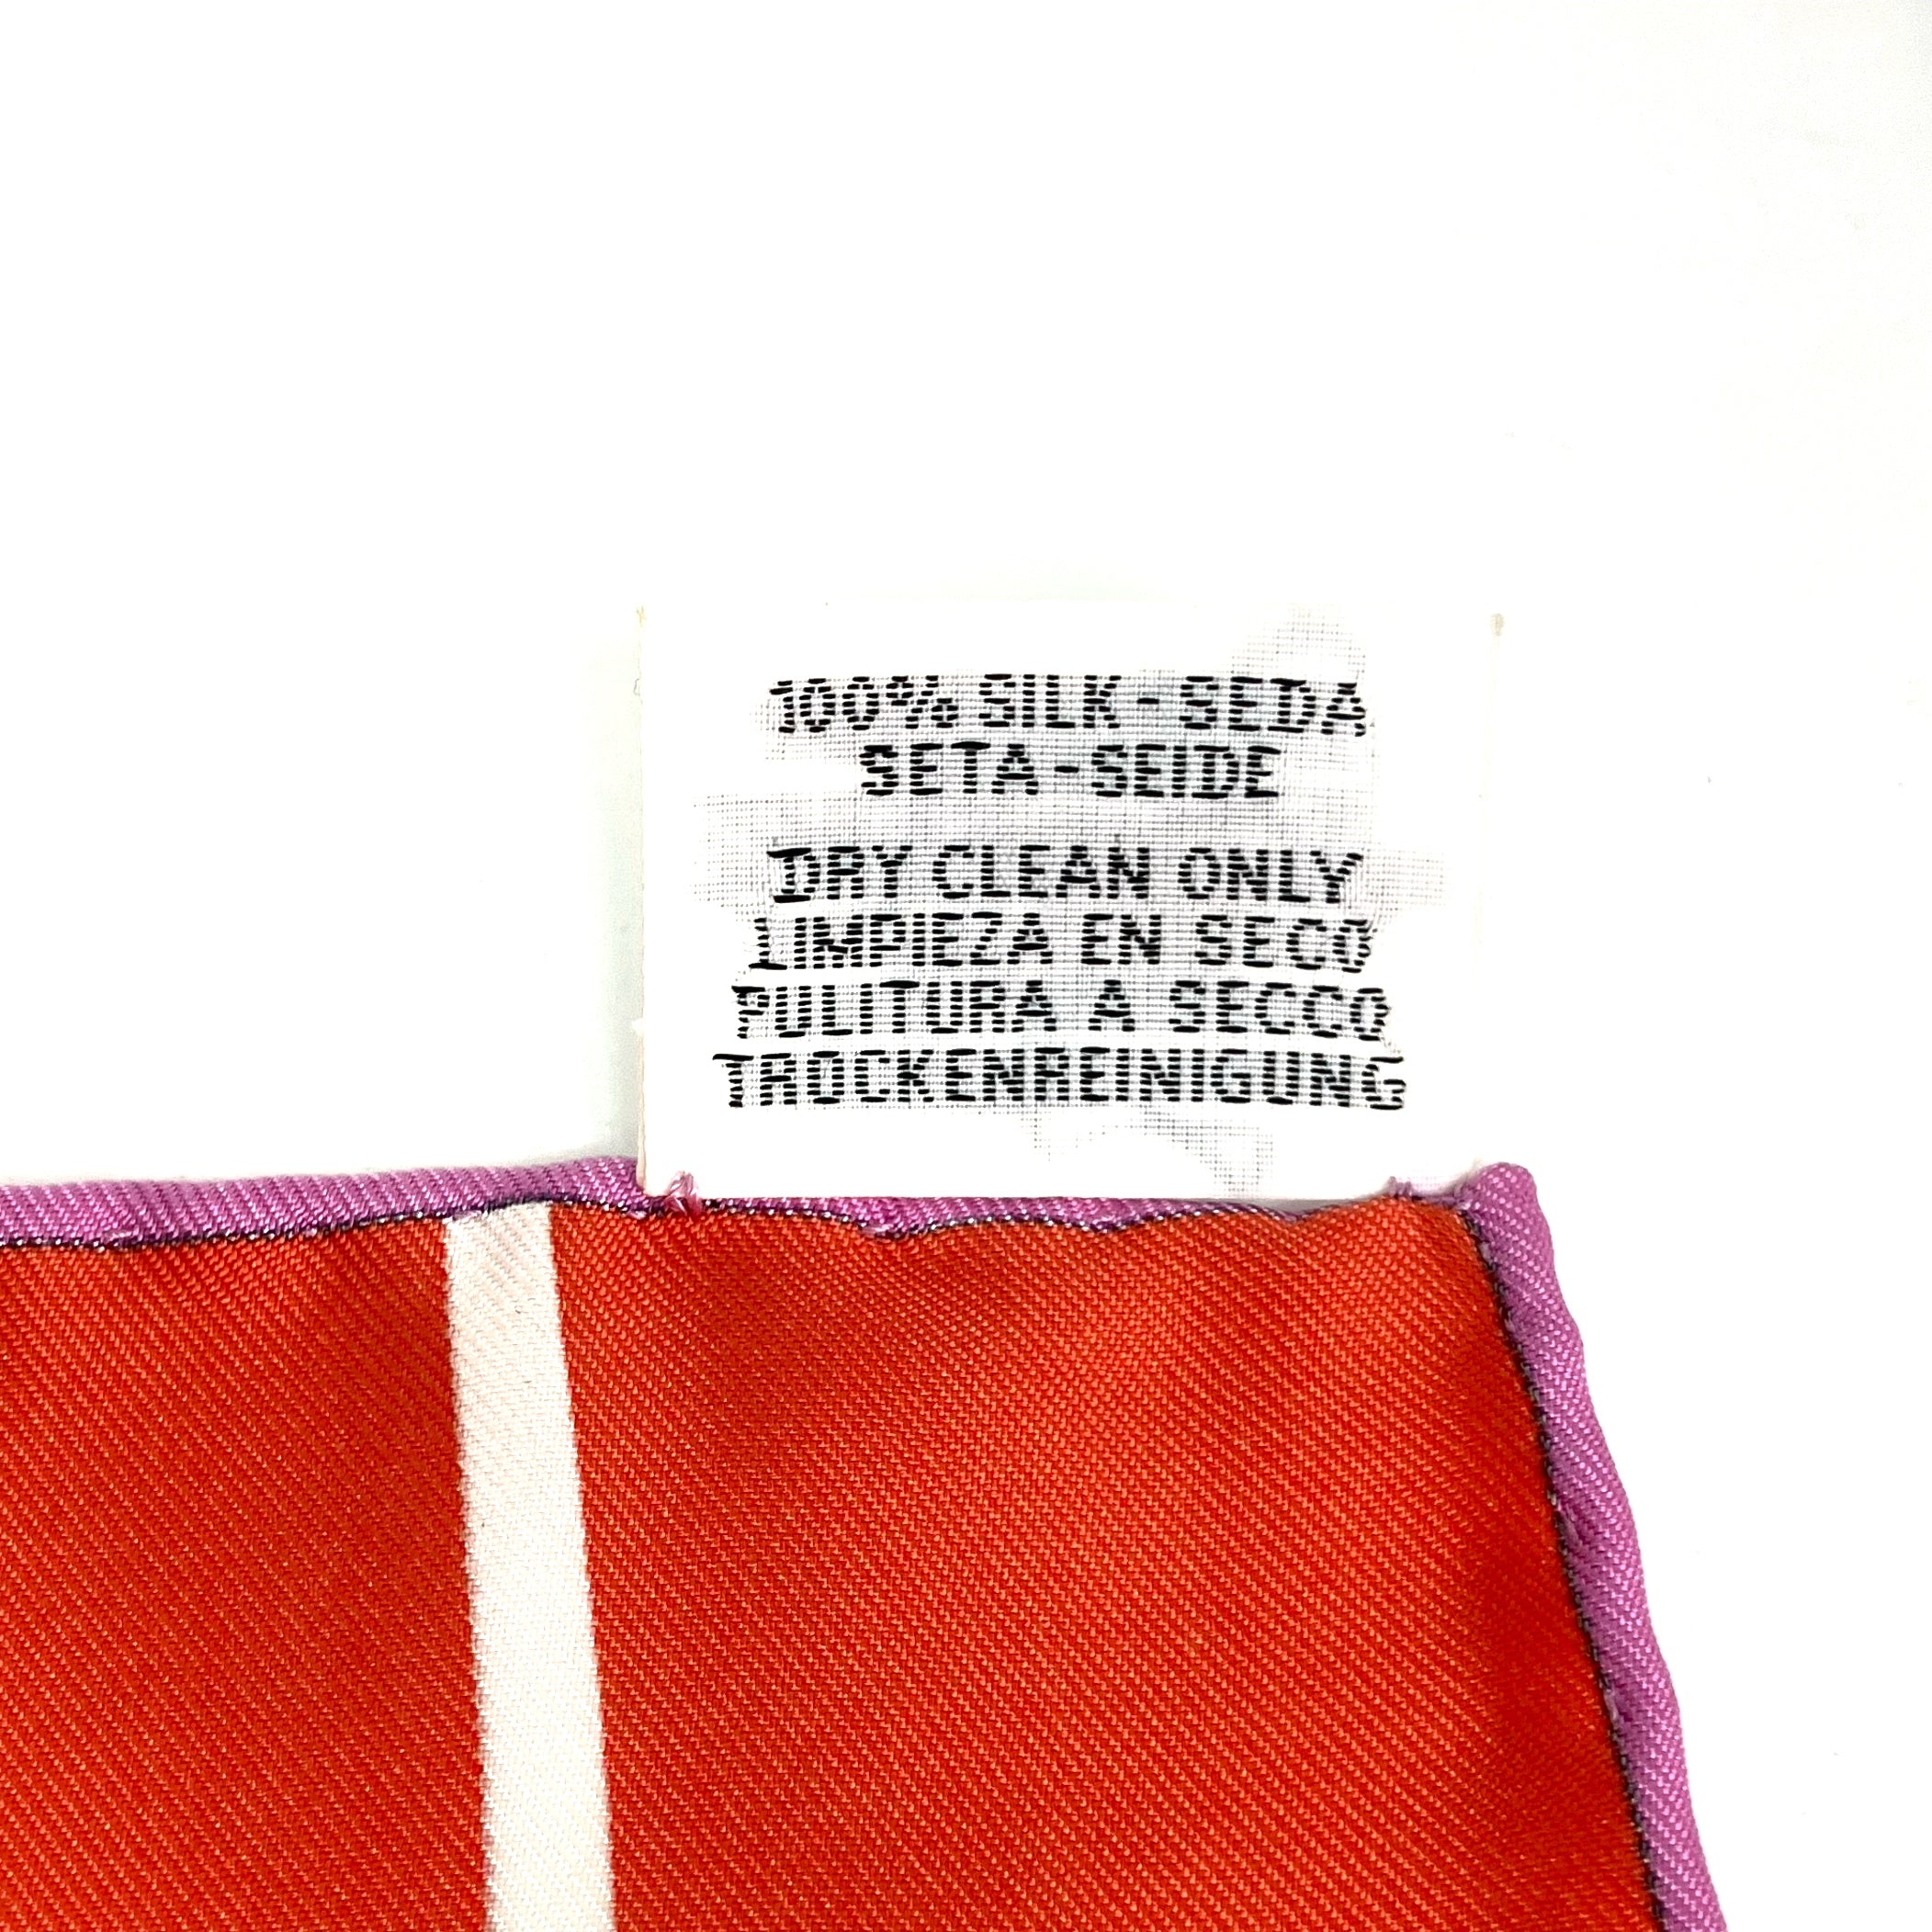 100% SILK-SEDA
SETA-SEIDE
DRY CLEAN ONLY
LIMPIEZA EN SECO
PULITURA A SECCO
TROCKENREINIGUNG